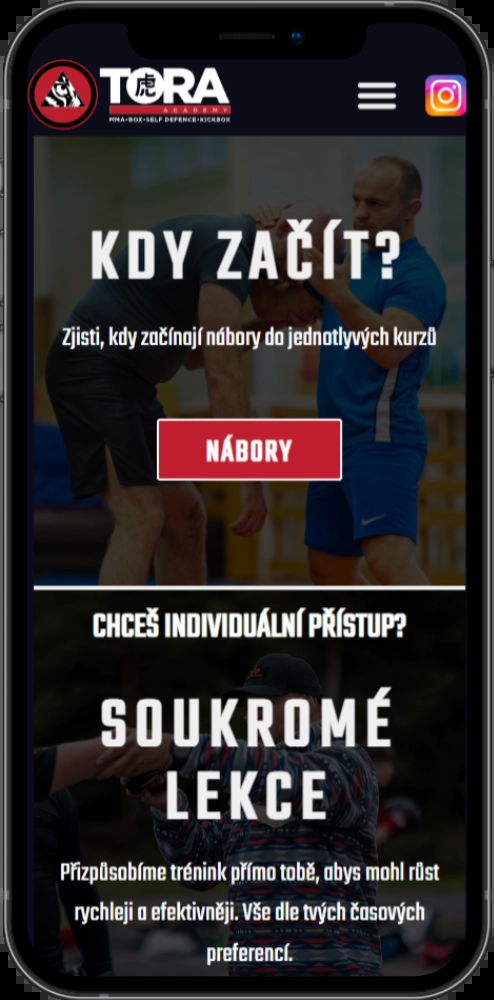 TORA
虎
ACADEMY
MMA-BOX-SELF DEFENCE-KICKBOX
KDY ZAČÍT?
Zjisti, kdy začínají nábory do jednotlyvých kurzů
NÁBORY
CHCEŠ INDIVIDUÁLNÍ PŘÍSTUP?
SOUKROMÉ
LEKCE
Přizpůsobíme trénink přímo tobě, abys mohl růst
rychleji a efektivněji. Vše dle tvých časových
preferencí.